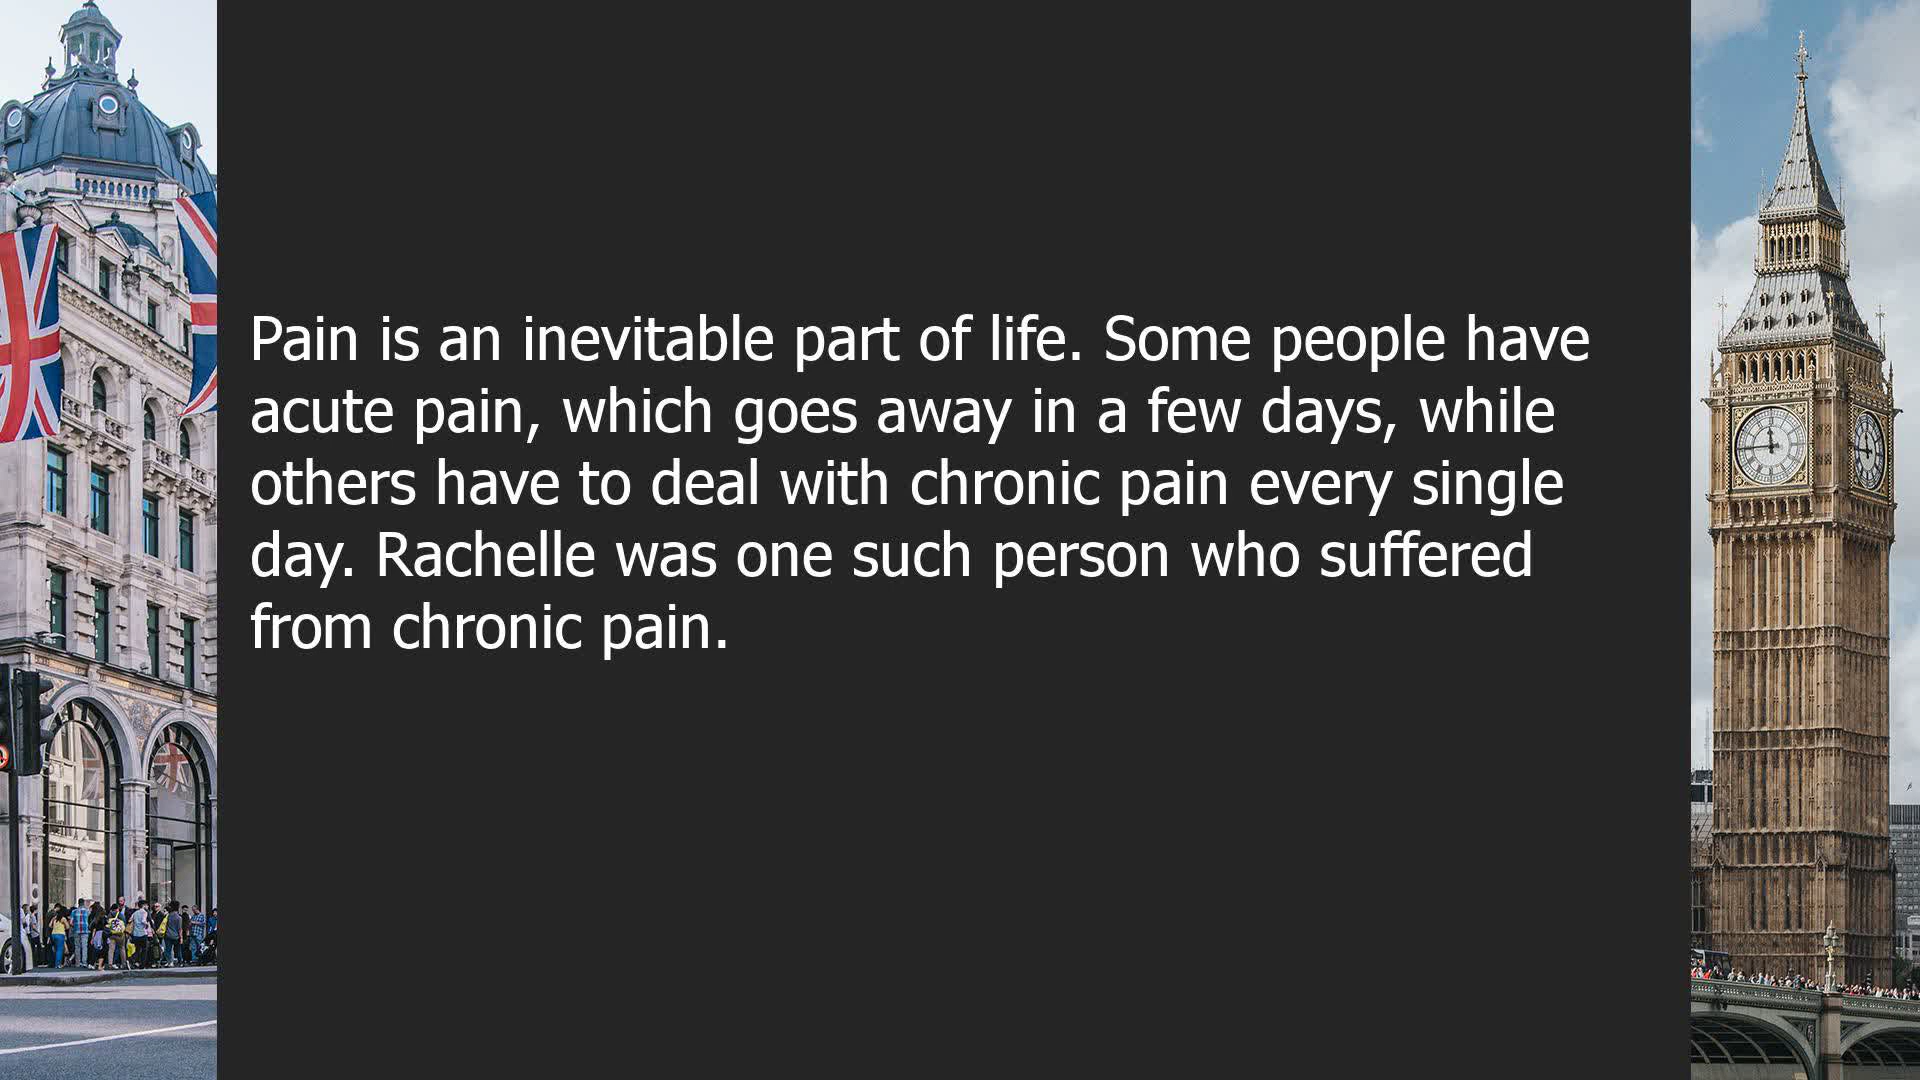 Pain is an inevitable part of life. Some people have
acute pain, which goes away in a few days, while
others have to deal with chronic pain every single
day. Rachelle was one such person who suffered
from chronic pain.